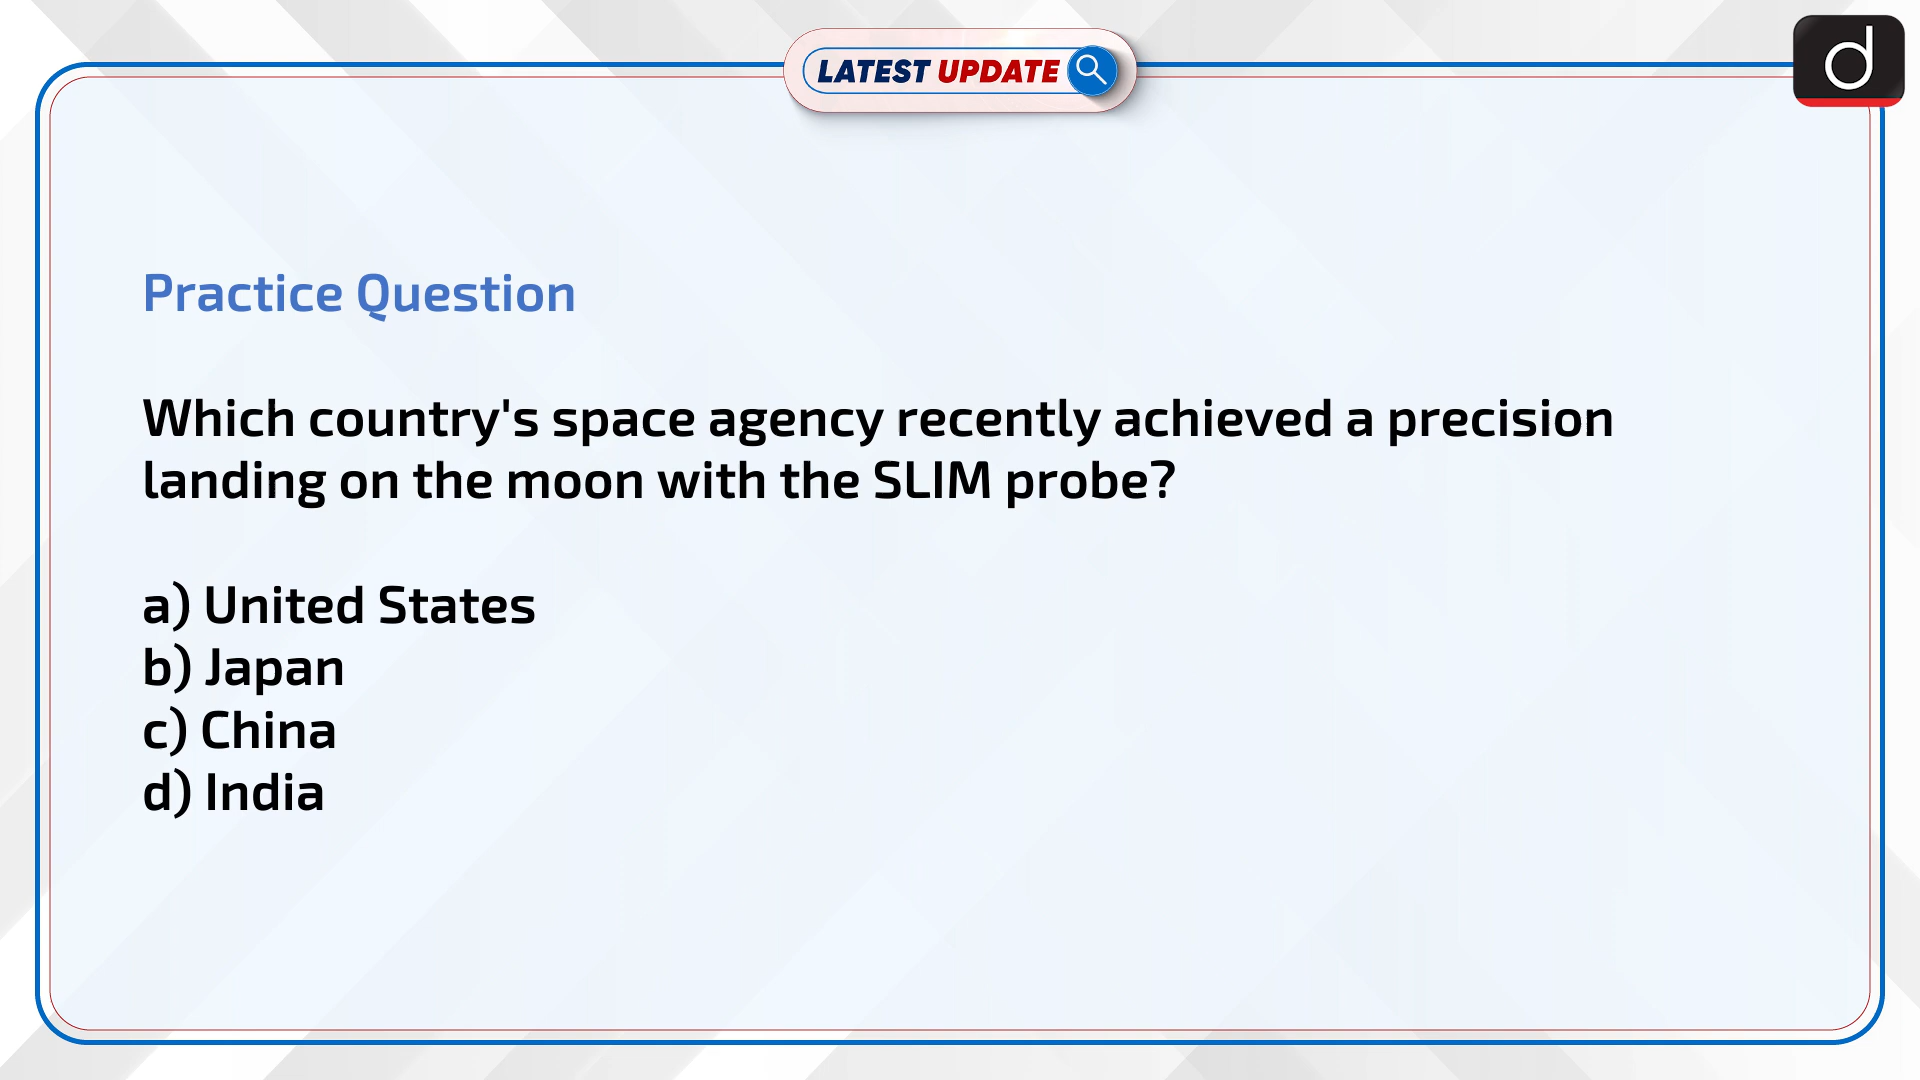 LATEST UPDATE
d
Practice Question
Which country's space agency recently achieved a precision
landing on the moon with the SLIM probe?
a) United States
b) Japan
c) China
d) India